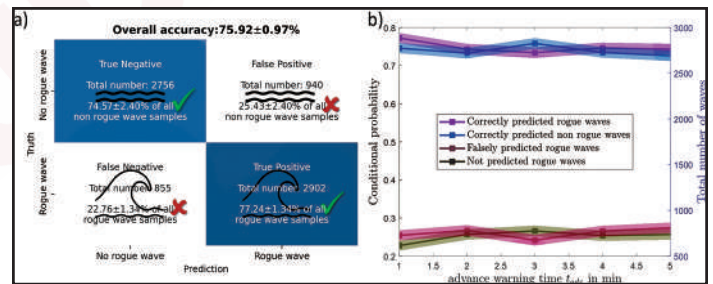 a)
Overall accuracy:75.92±0.97%
No rogue wave
Truth
Rogue wave
True Negative
Total number: 2756
74.57±2.40% of all
non rogue wave samples
False Positive
Total number: 940
25.43±2.40% of all
non rogue wave samples
False Negative
Total number: 855
22.76±1.34% of all
rogue wave samples
True Positive
Total number: 2902
77.24±1.34% of all
rogue wave samples
No rogue wave
Rogue wave
Prediction
b)
0.8
0.7
0.6
0.5
0.4
0.3
0.2
Conditional probability
Correctly predicted rogue waves
Correctly predicted non rogue waves
Falsely predicted rogue waves
Not predicted rogue waves
3000
2500
2000
1500
1000
500
Total number of waves
1 1.5 2 2.5 3 3.5 4 4.5 5
advance warning time t in min